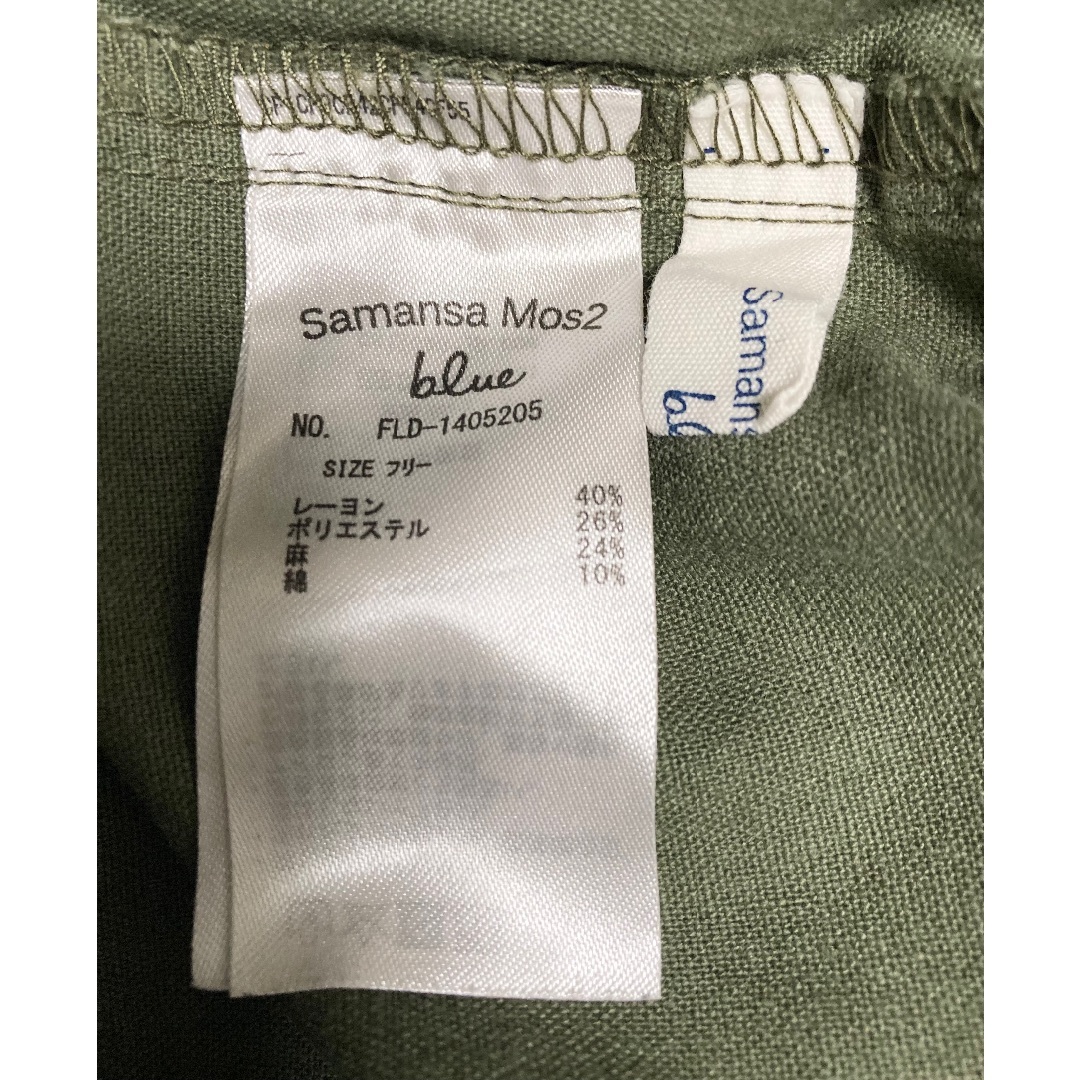 Samansa Mos2
blue
NO. FLD-1405205
SIZE フリー
レーヨン 40%
ポリエステル 26%
麻 24%
綿 10%
Samans